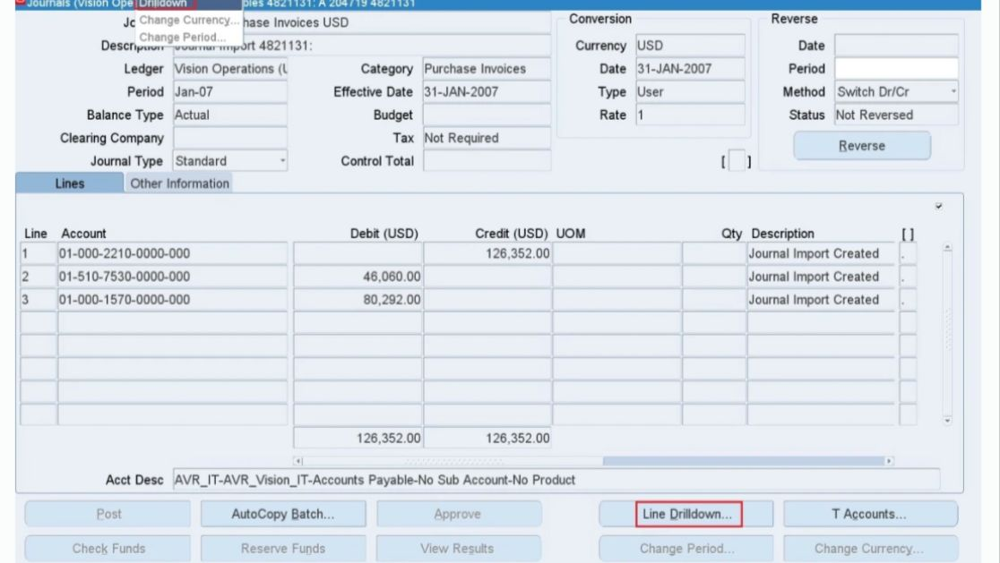 Journals (Vision Ope Drilldown bles 4821131: A 204719 4821131
Change Currency... hase Invoices USD
Change Period...
Description Journal Import 4821131:
Ledger Vision Operations (U Category Purchase Invoices
Period Jan-07 Effective Date 31-JAN-2007
Balance Type Actual Budget
Clearing Company Tax Not Required
Journal Type Standard Control Total [ ]
Conversion
Currency USD
Date 31-JAN-2007
Type User
Rate 1
Reverse
Date
Period
Method Switch Dr/Cr
Status Not Reversed
Reverse
Lines Other Information
Line Account Debit (USD) Credit (USD) UOM Qty Description [ ]
1 01-000-2210-0000-000 126,352.00 Journal Import Created .
2 01-510-7530-0000-000 46,060.00 Journal Import Created .
3 01-000-1570-0000-000 80,292.00 Journal Import Created .
126,352.00 126,352.00
Acct Desc AVR_IT-AVR_Vision_IT-Accounts Payable-No Sub Account-No Product
Post AutoCopy Batch... Approve Line Drilldown... T Accounts...
Check Funds Reserve Funds View Results Change Period... Change Currency...